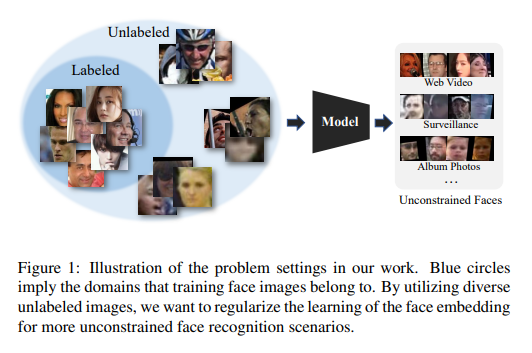 Unlabeled
Labeled
Model
Web Video
Surveillance
Album Photos
...
Unconstrained Faces
Figure 1: Illustration of the problem settings in our work. Blue circles
imply the domains that training face images belong to. By utilizing diverse
unlabeled images, we want to regularize the learning of the face embedding
for more unconstrained face recognition scenarios.